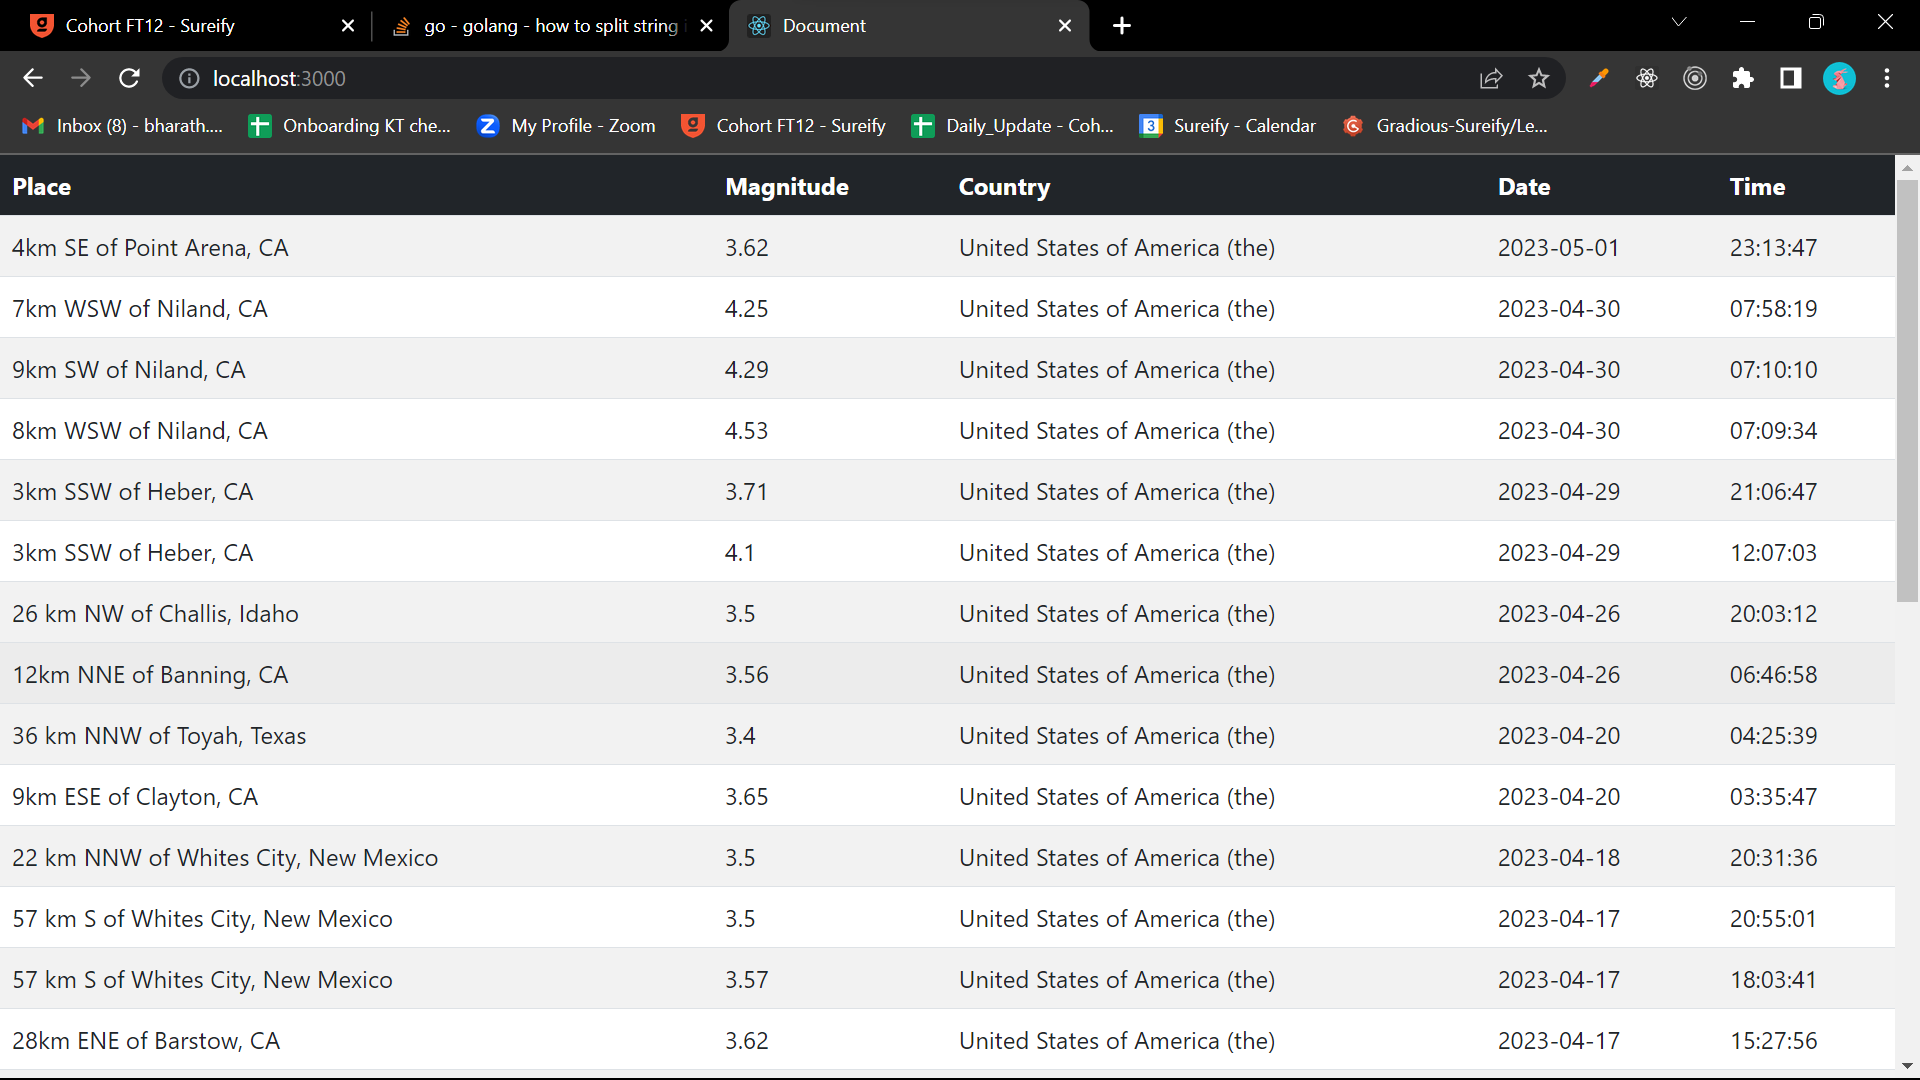 Cohort FT12 - Sureify
go - golang - how to split string
Document
localhost:3000
Inbox (8) - bharath.... Onboarding KT che... My Profile - Zoom Cohort FT12 - Sureify Daily_Update - Coh... 3 Sureify - Calendar Gradious-Sureify/Le...
Place Magnitude Country Date Time
4km SE of Point Arena, CA 3.62 United States of America (the) 2023-05-01 23:13:47
7km WSW of Niland, CA 4.25 United States of America (the) 2023-04-30 07:58:19
9km SW of Niland, CA 4.29 United States of America (the) 2023-04-30 07:10:10
8km WSW of Niland, CA 4.53 United States of America (the) 2023-04-30 07:09:34
3km SSW of Heber, CA 3.71 United States of America (the) 2023-04-29 21:06:47
3km SSW of Heber, CA 4.1 United States of America (the) 2023-04-29 12:07:03
26 km NW of Challis, Idaho 3.5 United States of America (the) 2023-04-26 20:03:12
12km NNE of Banning, CA 3.56 United States of America (the) 2023-04-26 06:46:58
36 km NNW of Toyah, Texas 3.4 United States of America (the) 2023-04-20 04:25:39
9km ESE of Clayton, CA 3.65 United States of America (the) 2023-04-20 03:35:47
22 km NNW of Whites City, New Mexico 3.5 United States of America (the) 2023-04-18 20:31:36
57 km S of Whites City, New Mexico 3.5 United States of America (the) 2023-04-17 20:55:01
57 km S of Whites City, New Mexico 3.57 United States of America (the) 2023-04-17 18:03:41
28km ENE of Barstow, CA 3.62 United States of America (the) 2023-04-17 15:27:56